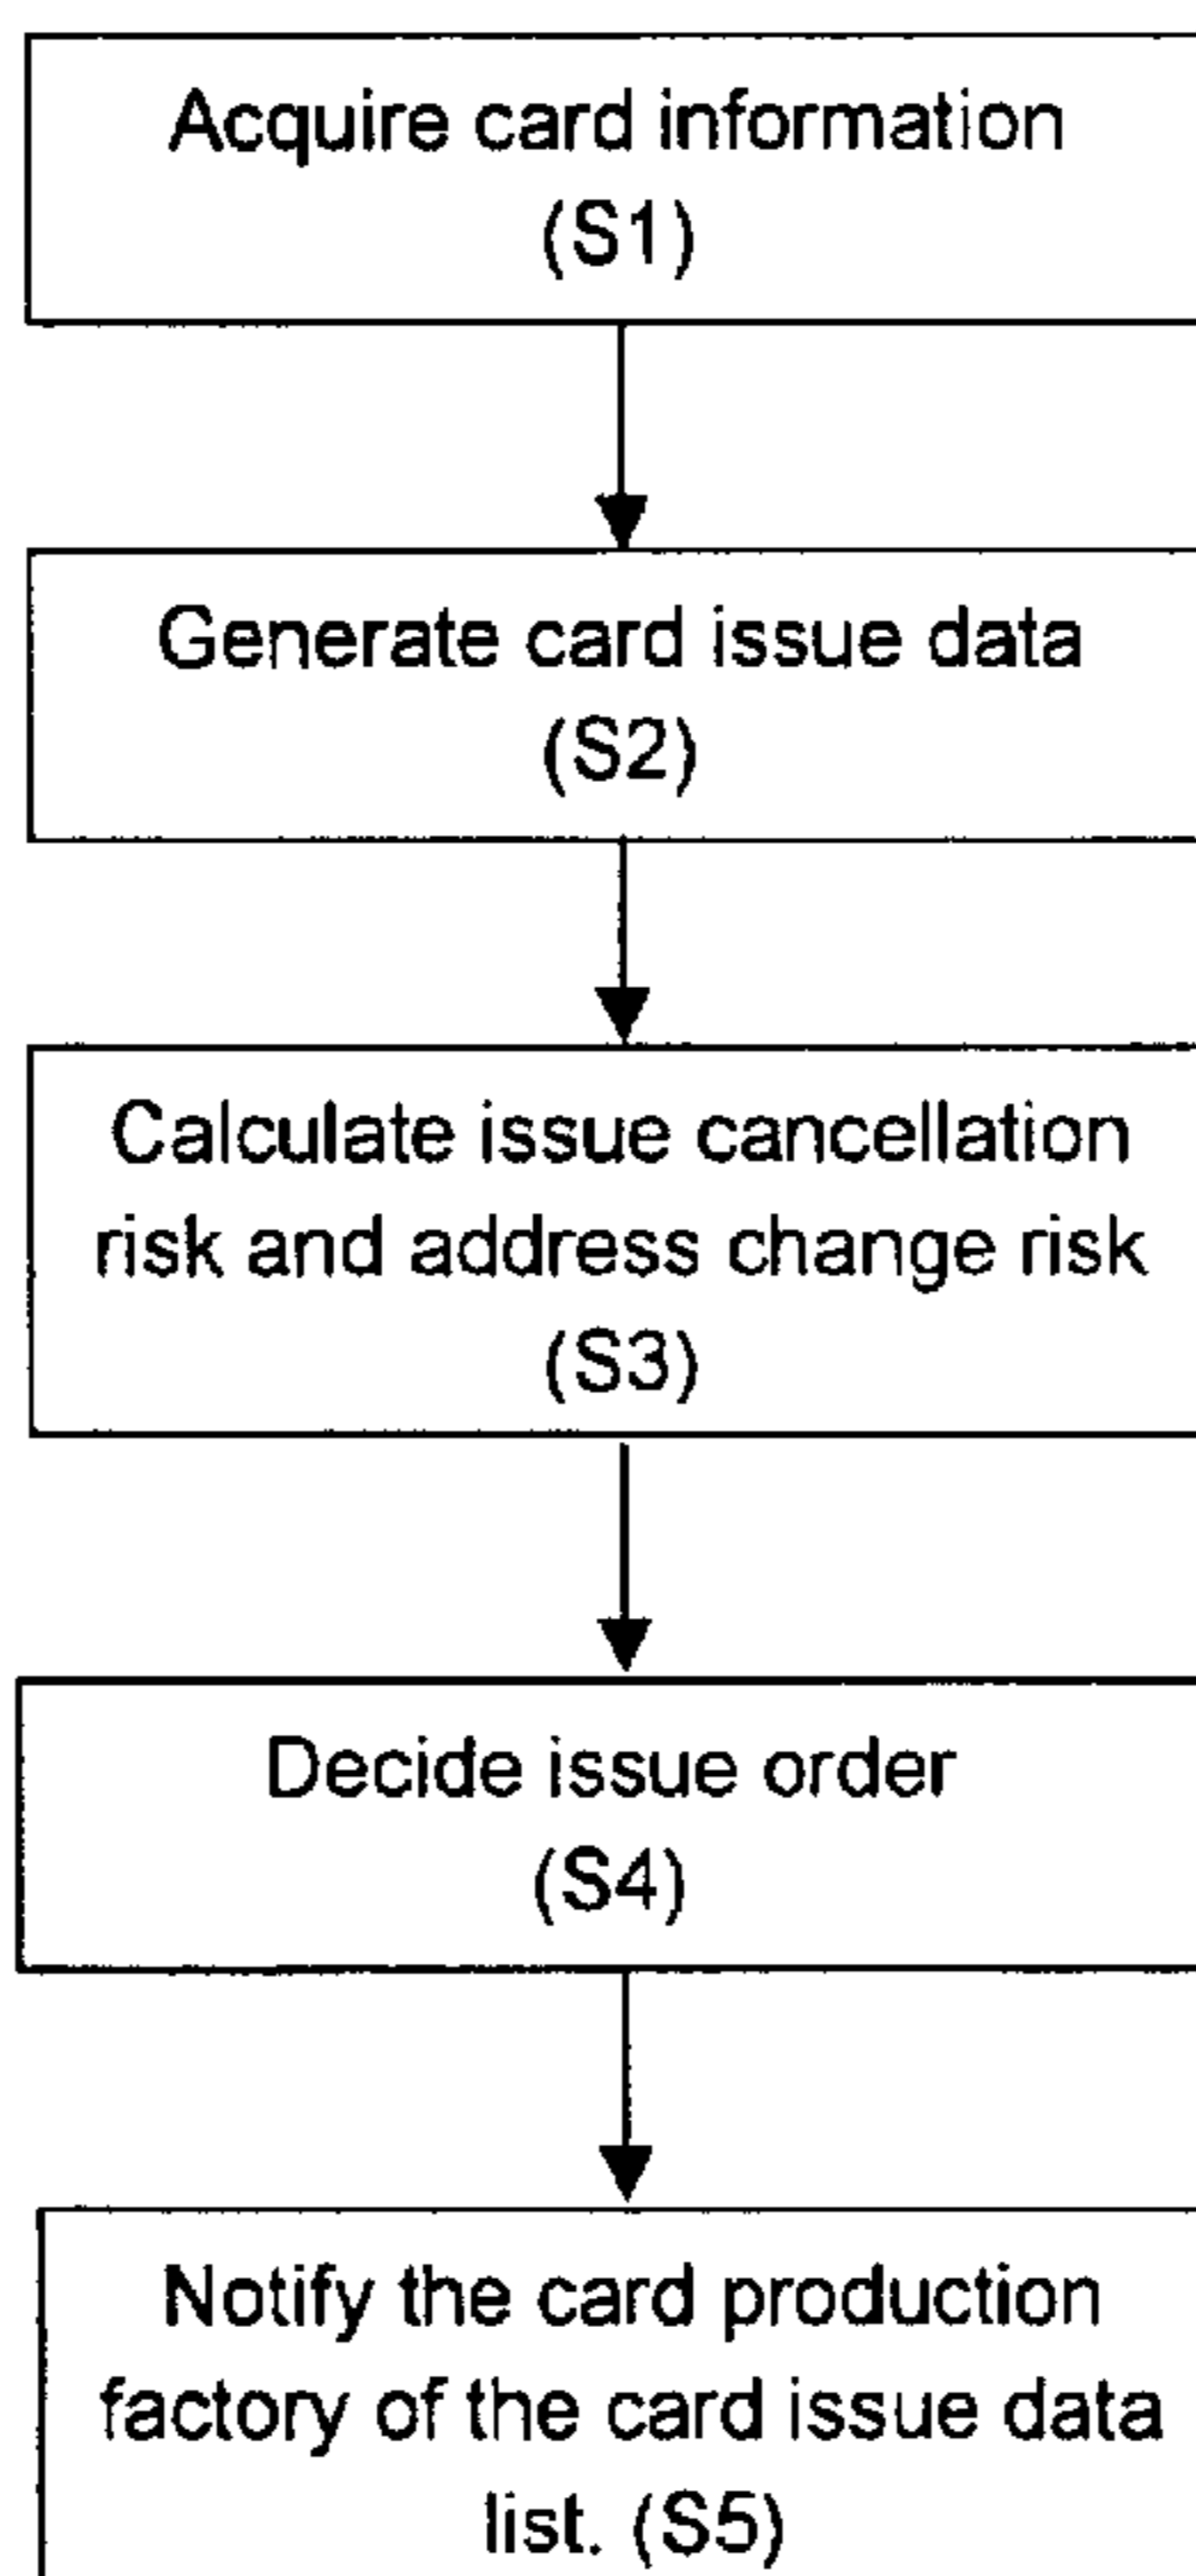 Acquire card information
(S1)
Generate card issue data
(S2)
Calculate issue cancellation
risk and address change risk
(S3)
Decide issue order
(S4)
Notify the card production
factory of the card issue data
list. (S5)